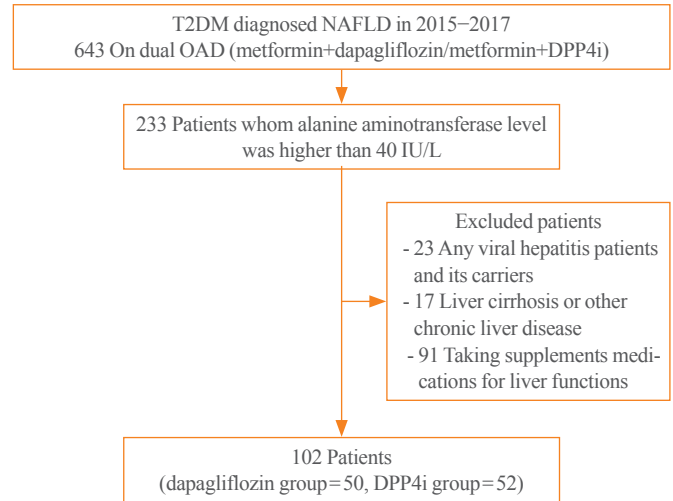 T2DM diagnosed NAFLD in 2015−2017
643 On dual OAD (metformin+dapagliflozin/metformin+DPP4i)
233 Patients whom alanine aminotransferase level
was higher than 40 IU/L
Excluded patients
- 23 Any viral hepatitis patients
and its carriers
- 17 Liver cirrhosis or other
chronic liver disease
- 91 Taking supplements medi-
cations for liver functions
102 Patients
(dapagliflozin group=50, DPP4i group=52)